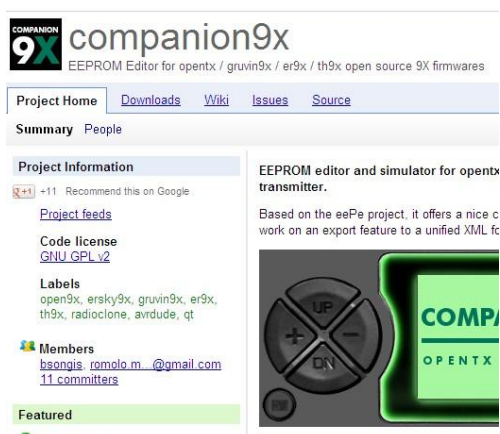 COMPANION
9X
companion9x
EEPROM Editor for opentx / gruvin9x / er9x / th9x open source 9X firmwares
Project Home Downloads Wiki Issues Source
Summary People
Project Information
+1 +11 Recommend this on Google
Project feeds
Code license
GNU GPL v2
Labels
open9x, ersky9x, gruvin9x, er9x,
th9x, radioclone, avrdude, qt
Members
bsongis, romolo.m...@gmail.com
11 committers
Featured
EEPROM editor and simulator for opentx
transmitter.
Based on the eePe project, it offers a nice c
work on an export feature to a unified XML fo
UP
+ -
DN
COMPA
OPENTX